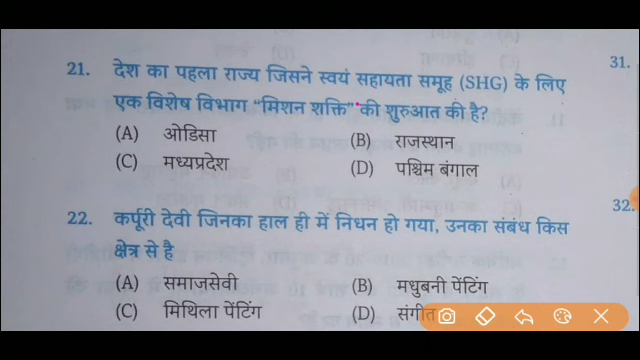 21. देश का पहला राज्य जिसने स्वयं सहायता समूह (SHG) के लिए
एक विशेष विभाग “मिशन शक्ति” की शुरुआत की है?
(A) ओडिसा (B) राजस्थान
(C) मध्यप्रदेश (D) पश्चिम बंगाल
22. कर्पूरी देवी जिनका हाल ही में निधन हो गया, उनका संबंध किस
क्षेत्र से है
(A) समाज़सेवी (B) मधुबनी पेंटिंग
(C) मिथिला पेंटिंग (D) संगीत
31.
32.